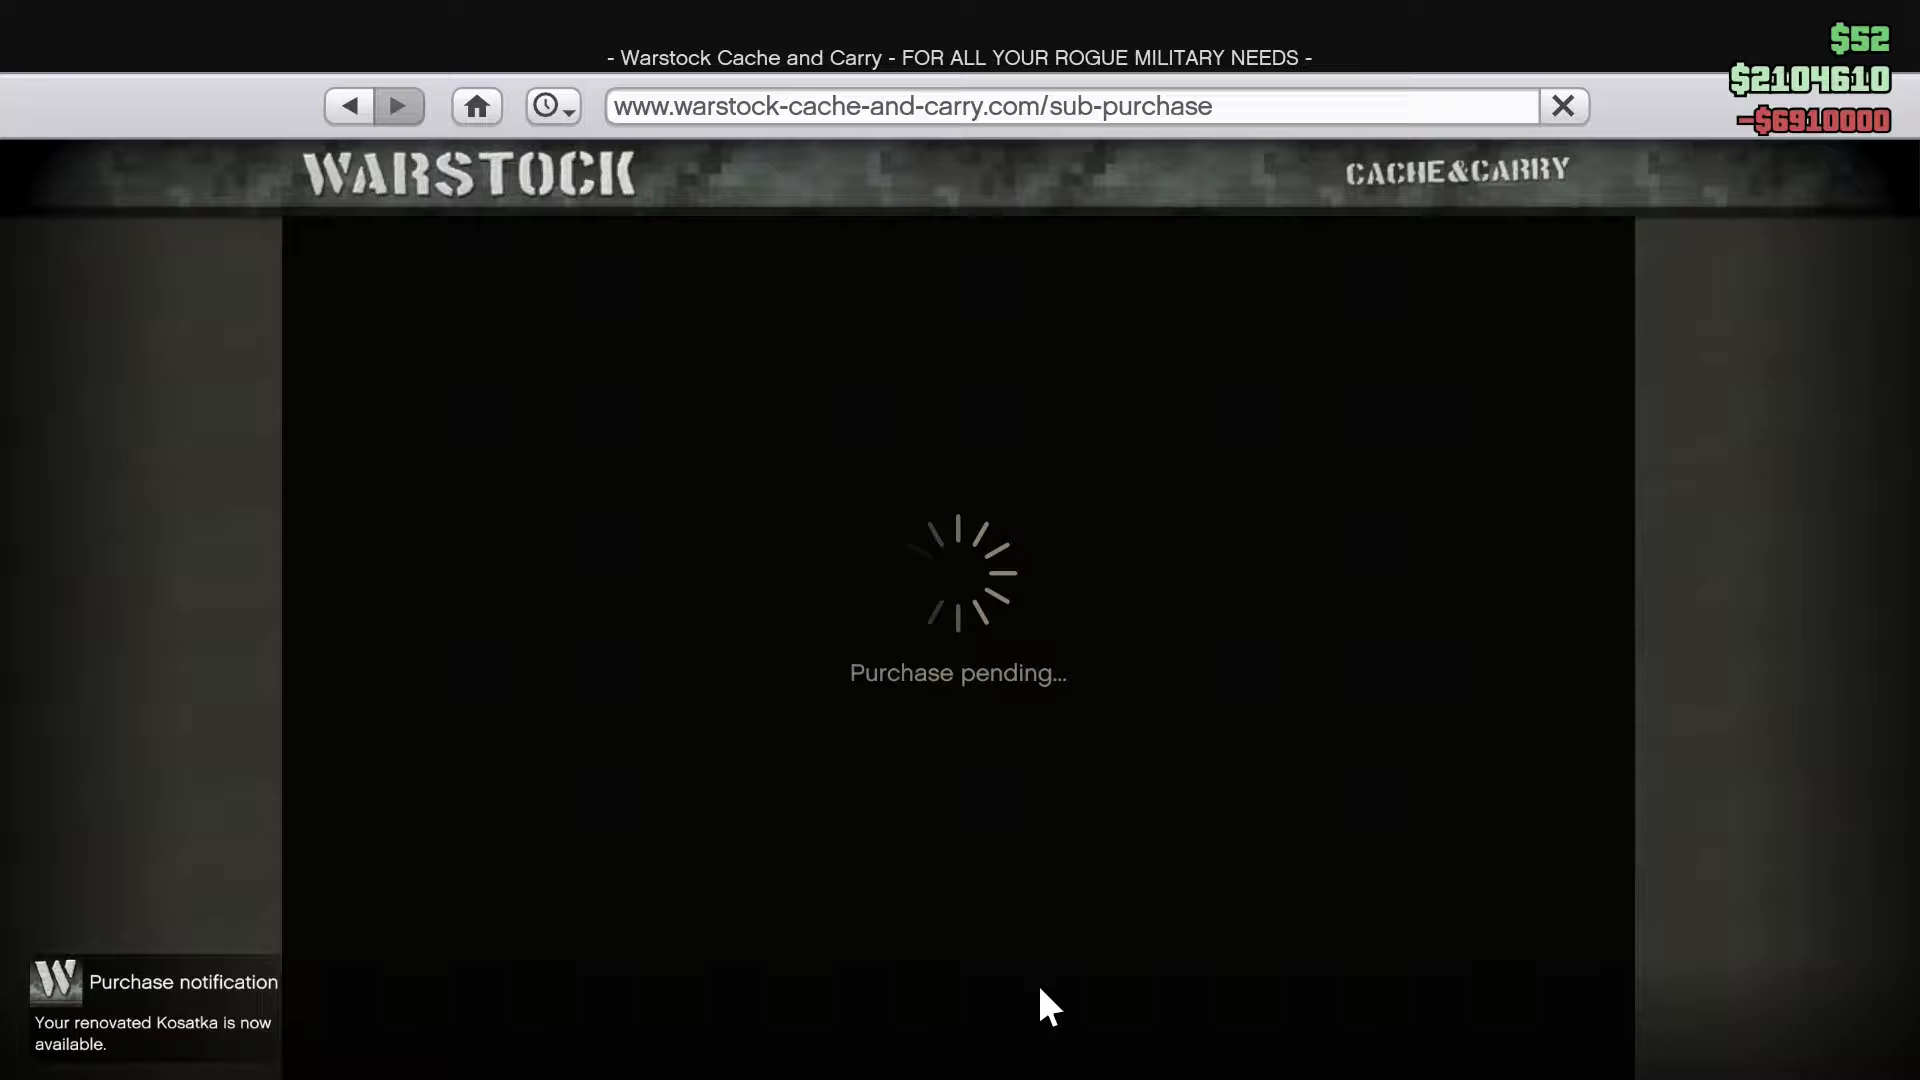 $52
- Warstock Cache and Carry - FOR ALL YOUR ROGUE MILITARY NEEDS -
$2104610
www.warstock-cache-and-carry.com/sub-purchase
-$6910000
WARSTOCK
CACHE&CARRY
Purchase pending...
W
Purchase notification
Your renovated Kosatka is now
available.